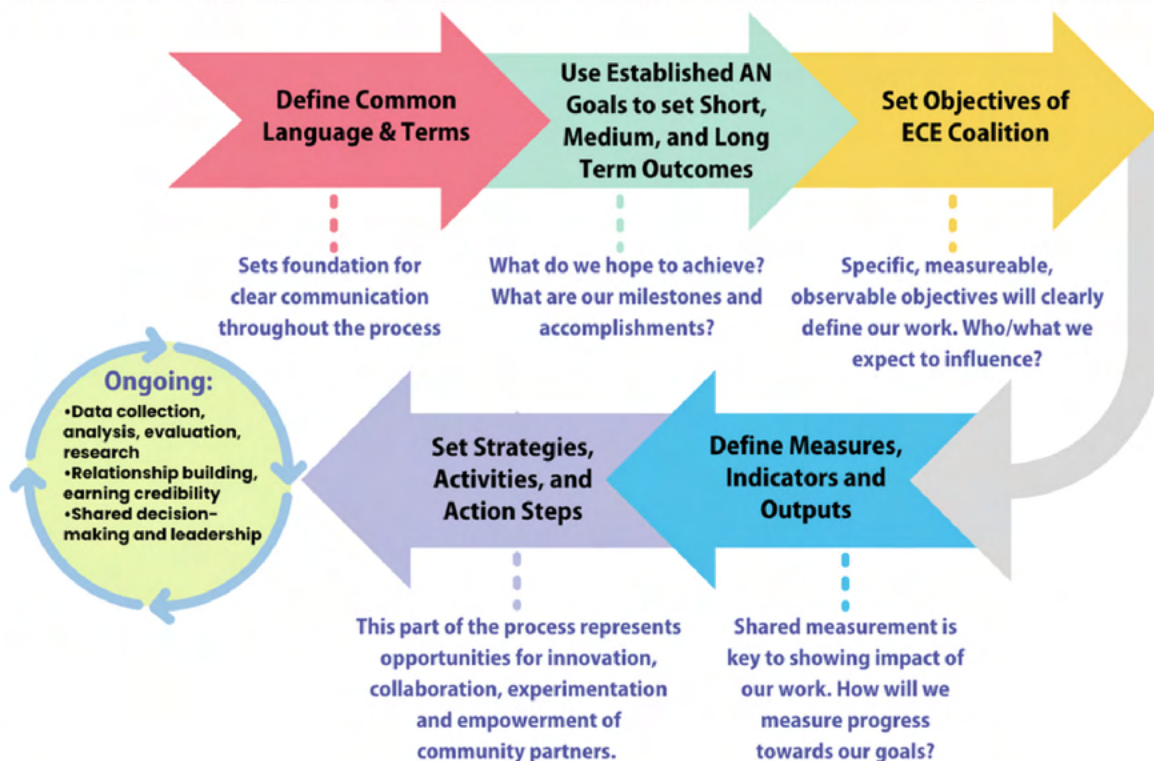 Define Common
Language & Terms
Use Established AN
Goals to set Short,
Medium, and Long
Term Outcomes
Set Objectives of
ECE Coalition
Sets foundation for
clear communication
throughout the process
What do we hope to achieve?
What are our milestones and
accomplishments?
Specific, measureable,
observable objectives will clearly
define our work. Who/what we
expect to influence?
Define Measures,
Indicators and
Outputs
Shared measurement is
key to showing impact of
our work. How will we
measure progress
towards our goals?
Set Strategies,
Activities, and
Action Steps
This part of the process represents
opportunities for innovation,
collaboration, experimentation
and empowerment of
community partners.
Ongoing:
•Data collection,
analysis, evaluation,
research
•Relationship building,
earning credibility
•Shared decision-
making and leadership